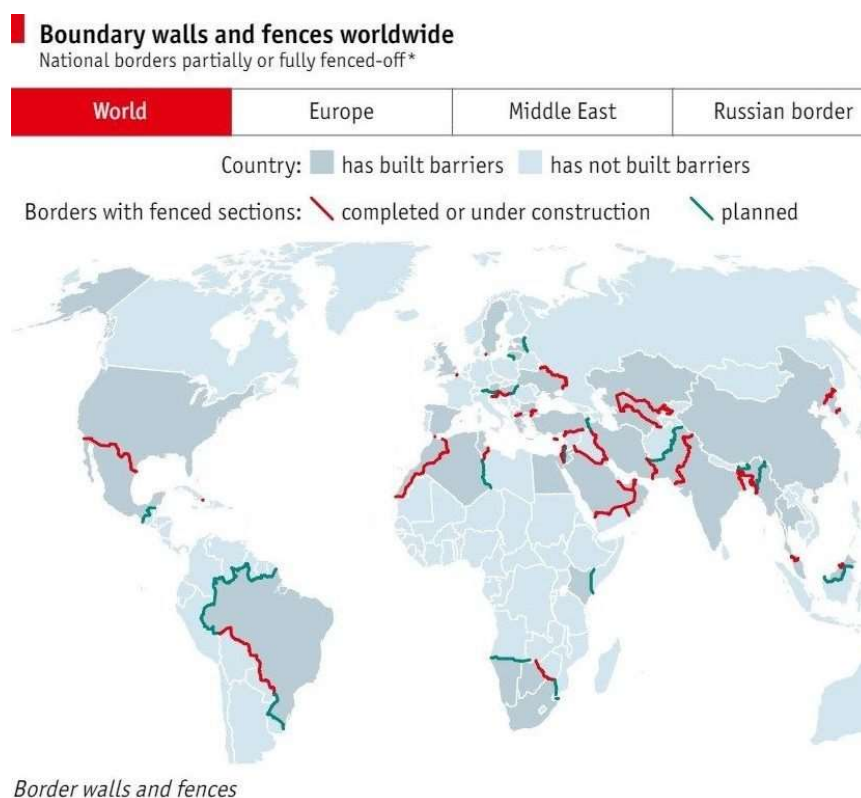 Boundary walls and fences worldwide
National borders partially or fully fenced-off*
World Europe Middle East Russian border
Country: has built barriers has not built barriers
Borders with fenced sections: completed or under construction planned
Border walls and fences